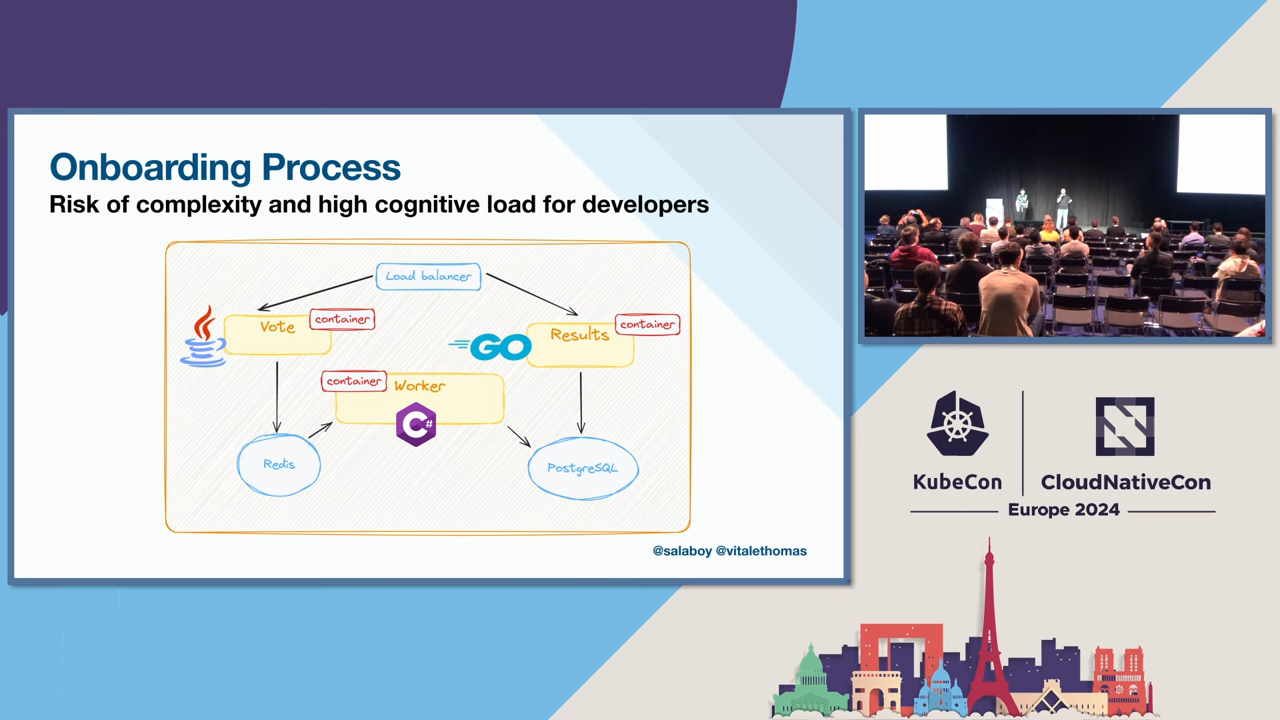 Onboarding Process
Risk of complexity and high cognitive load for developers
Load balancer
Vote
container
GO
Results
container
container
Worker
C#
Redis
PostgreSQL
@salaboy @vitalethomas
KubeCon
CloudNativeCon
Europe 2024